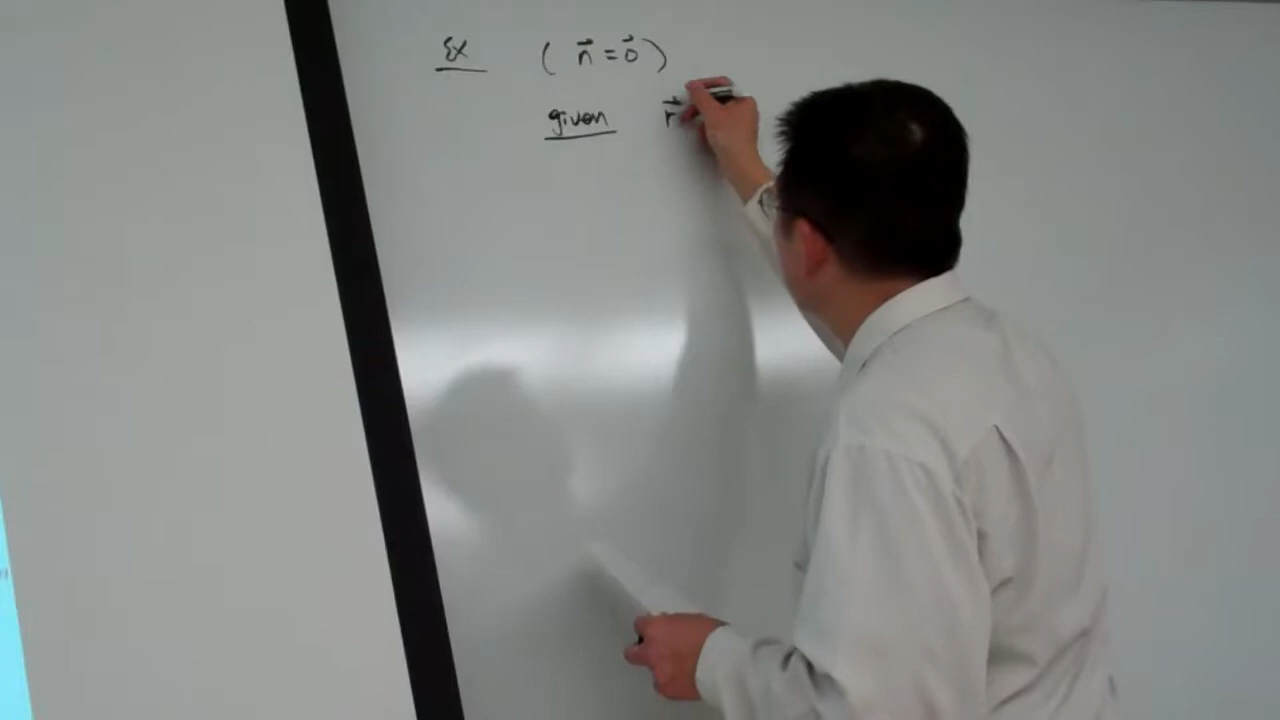 Ex ( n⃗ = 0⃗ )
given r⃗